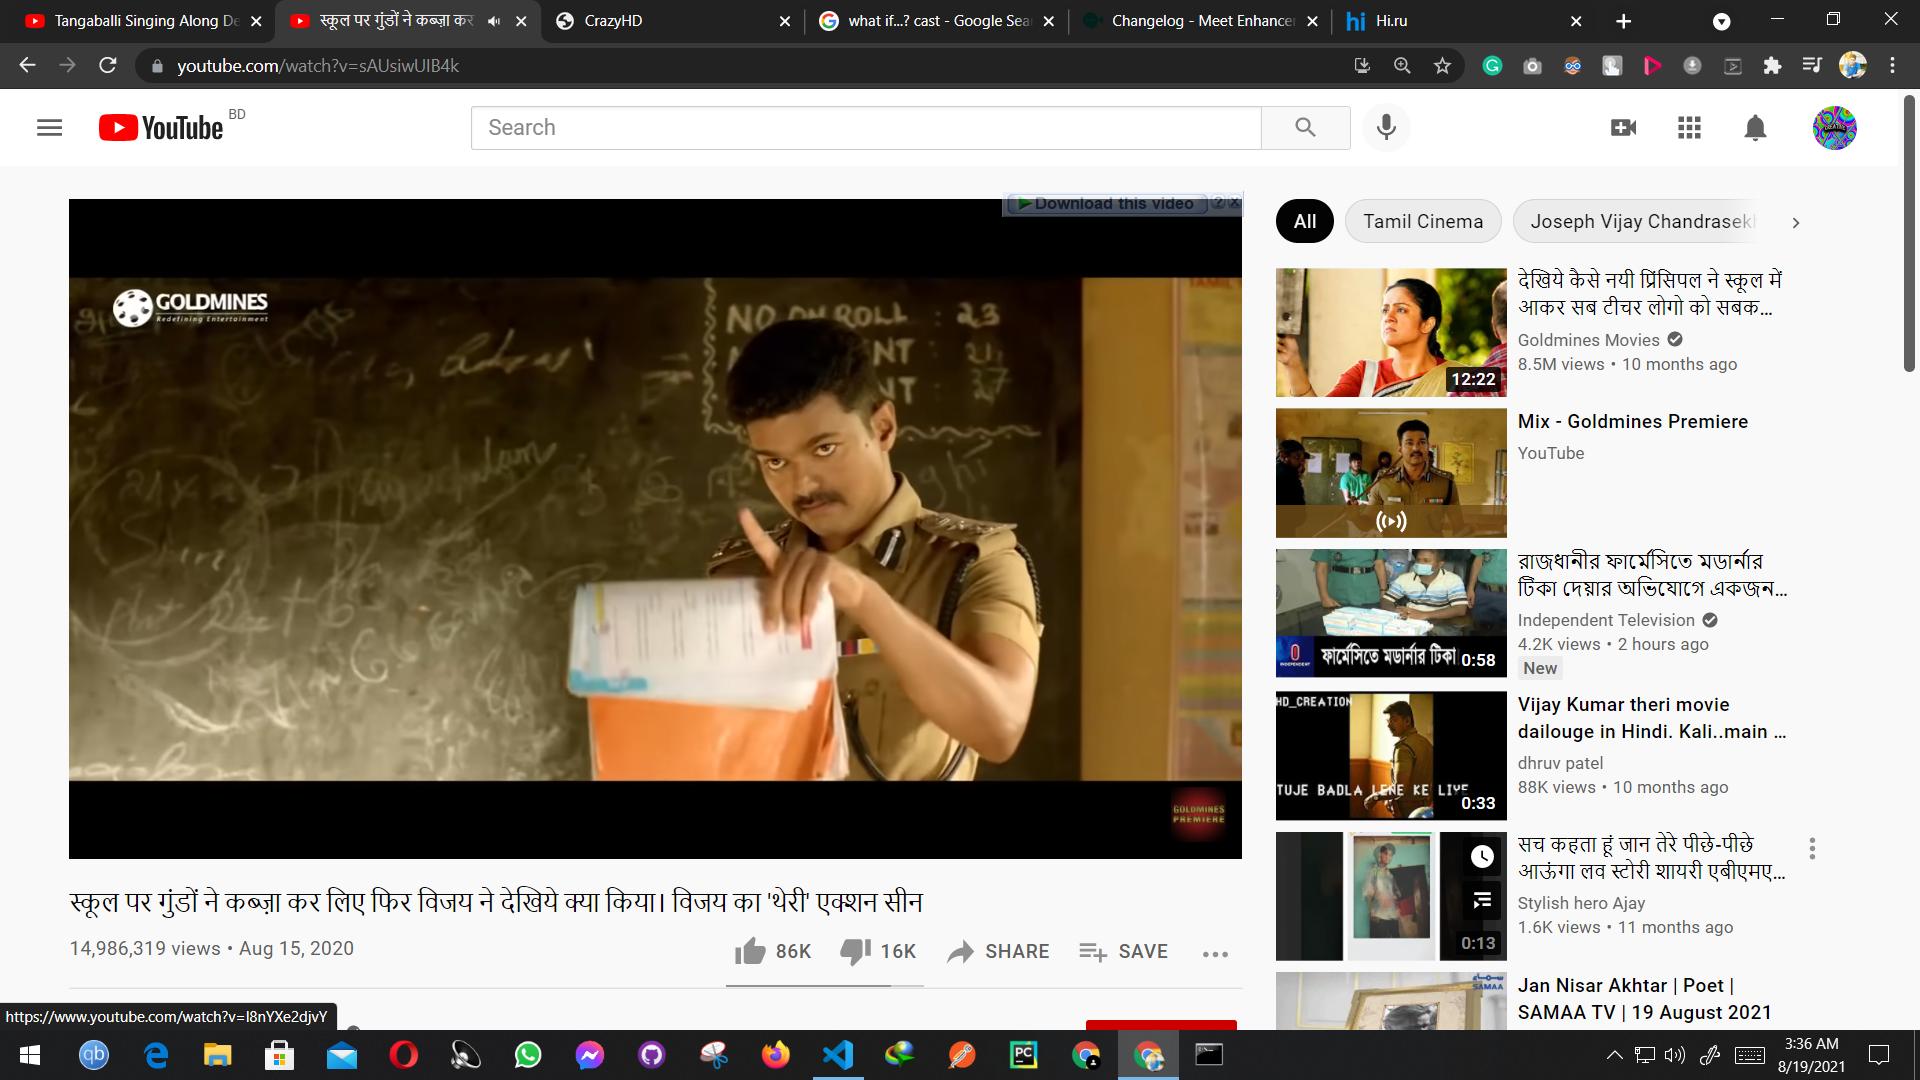 Tangaballi Singing Along De
स्कूल पर गुंडों ने कब्ज़ा कर
CrazyHD
what if...? cast - Google Sea
Changelog - Meet Enhancer
Hi.ru
youtube.com/watch?v=sAUsiwUIB4k
YouTube BD
Search
Download this video
GOLDMINES
Redefining Entertainment
NO ON ROLL : 23
GOLDMINES
PREMIERE
स्कूल पर गुंडों ने कब्ज़ा कर लिए फिर विजय ने देखिये क्या किया। विजय का 'थेरी' एक्शन सीन
14,986,319 views • Aug 15, 2020
86K
16K
SHARE
SAVE
All
Tamil Cinema
Joseph Vijay Chandrasekh
देखिये कैसे नयी प्रिंसिपल ने स्कूल में
आकर सब टीचर लोगो को सबक...
Goldmines Movies
8.5M views • 10 months ago
12:22
Mix - Goldmines Premiere
YouTube
রাজধানীর ফার্মেসিতে মডার্নার
টিকা দেয়ার অভিযোগে একজন...
Independent Television
4.2K views • 2 hours ago
New
INDEPENDENT
ফার্মেসিতে মডার্নার টিকা
0:58
Vijay Kumar theri movie
dailouge in Hindi. Kali..main ...
dhruv patel
88K views • 10 months ago
HD_CREATION
TUJE BADLA LENE KE LIYE
0:33
सच कहता हूं जान तेरे पीछे-पीछे
आऊंगा लव स्टोरी शायरी एबीएमए...
Stylish hero Ajay
1.6K views • 11 months ago
0:13
Jan Nisar Akhtar | Poet |
SAMAA TV | 19 August 2021
SAMAA
https://www.youtube.com/watch?v=I8nYXe2djvY
qb
PC
3:36 AM
8/19/2021